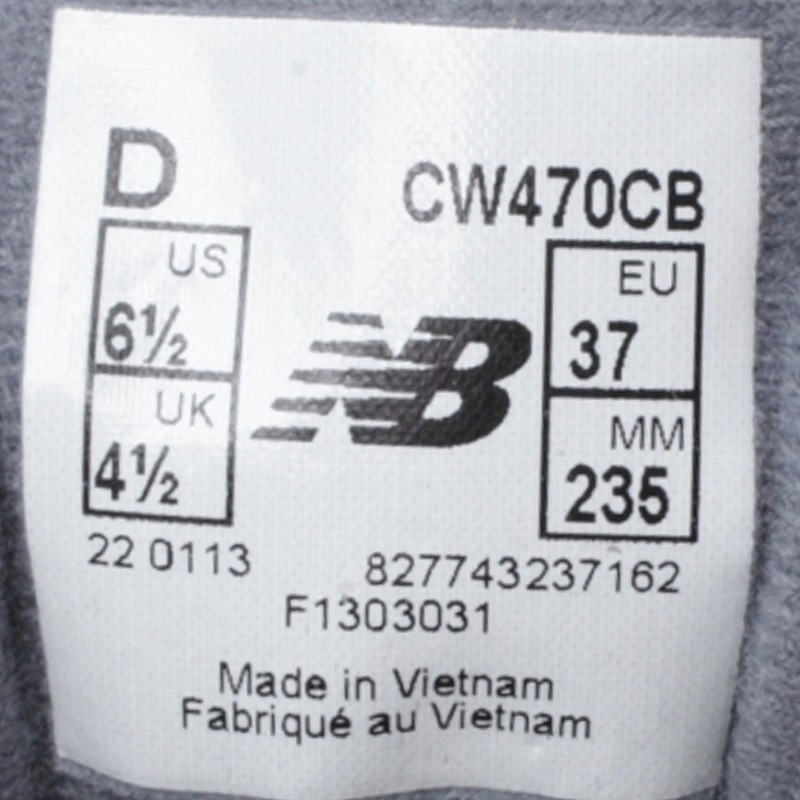 D
CW470CB
US
6½
UK
4½
NB
EU
37
MM
235
22 0113
827743237162
F1303031
Made in Vietnam
Fabriqué au Vietnam